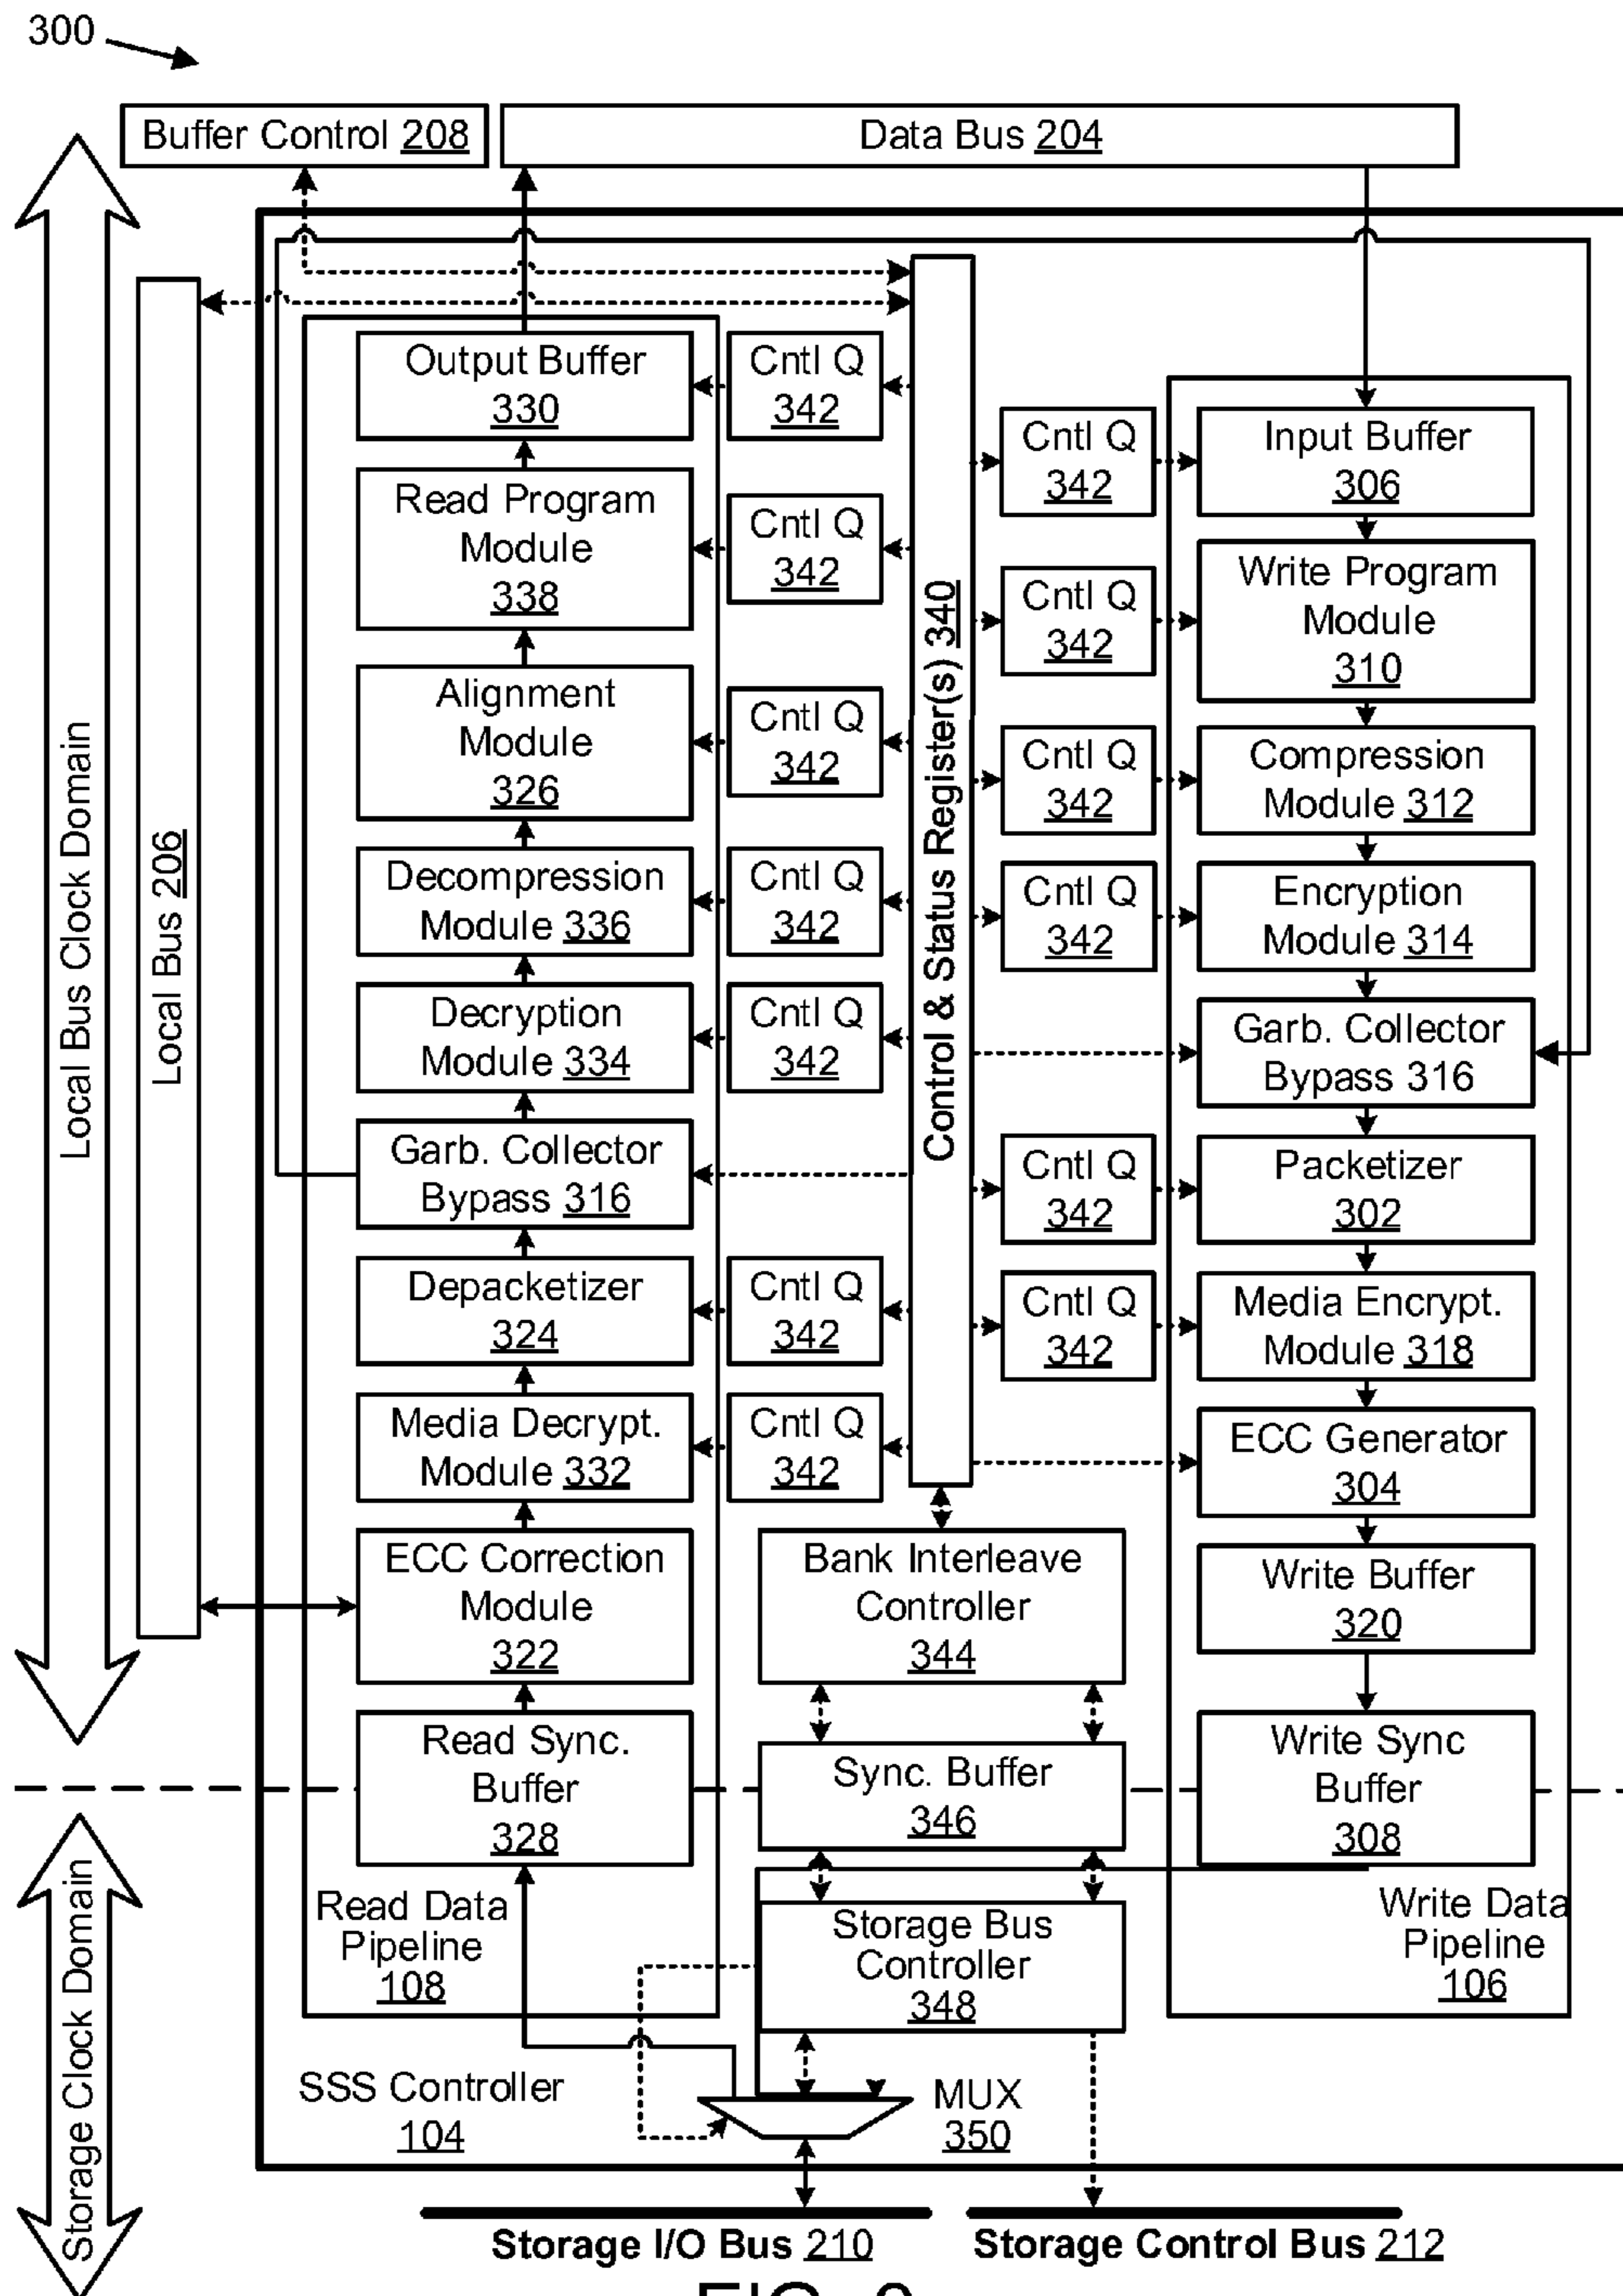 300
Buffer Control 208
Data Bus 204
Local Bus Clock Domain
Local Bus 206
Output Buffer
330
Cntl Q
342
Read Program
Module
338
Cntl Q
342
Alignment
Module
326
Cntl Q
342
Decompression
Module 336
Cntl Q
342
Decryption
Module 334
Cntl Q
342
Garb. Collector
Bypass 316
Depacketizer
324
Cntl Q
342
Media Decrypt.
Module 332
Cntl Q
342
ECC Correction
Module
322
Read Sync.
Buffer
328
Read Data
Pipeline
108
Control & Status Register(s) 340
Bank Interleave
Controller
344
Sync. Buffer
346
Storage Bus
Controller
348
Cntl Q
342
Input Buffer
306
Cntl Q
342
Write Program
Module
310
Cntl Q
342
Compression
Module 312
Cntl Q
342
Encryption
Module 314
Garb. Collector
Bypass 316
Cntl Q
342
Packetizer
302
Cntl Q
342
Media Encrypt.
Module 318
ECC Generator
304
Write Buffer
320
Write Sync
Buffer
308
Write Data
Pipeline
106
Storage Clock Domain
SSS Controller
104
MUX
350
Storage I/O Bus 210
Storage Control Bus 212
FIG.